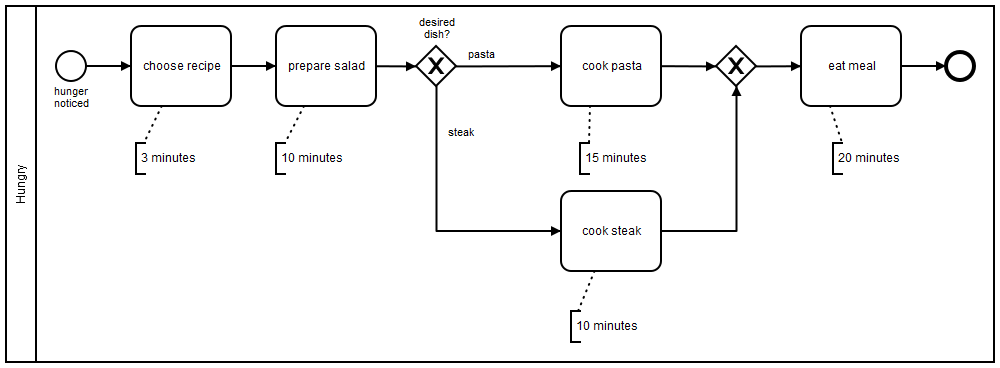 Hungry
hunger
noticed
choose recipe
3 minutes
prepare salad
10 minutes
desired
dish?
X
pasta
steak
cook pasta
15 minutes
cook steak
10 minutes
X
eat meal
20 minutes